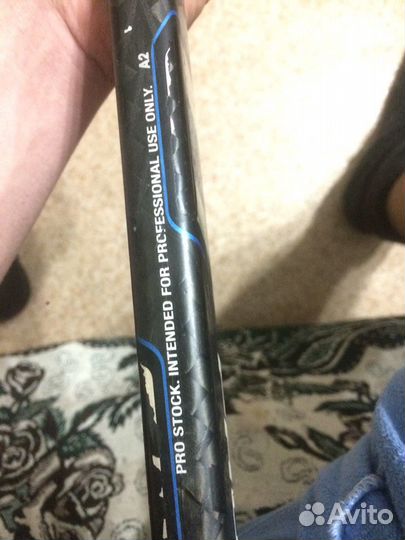 PRO STOCK. INTENDED FOR PROFESSIONAL USE ONLY. A2
Avito